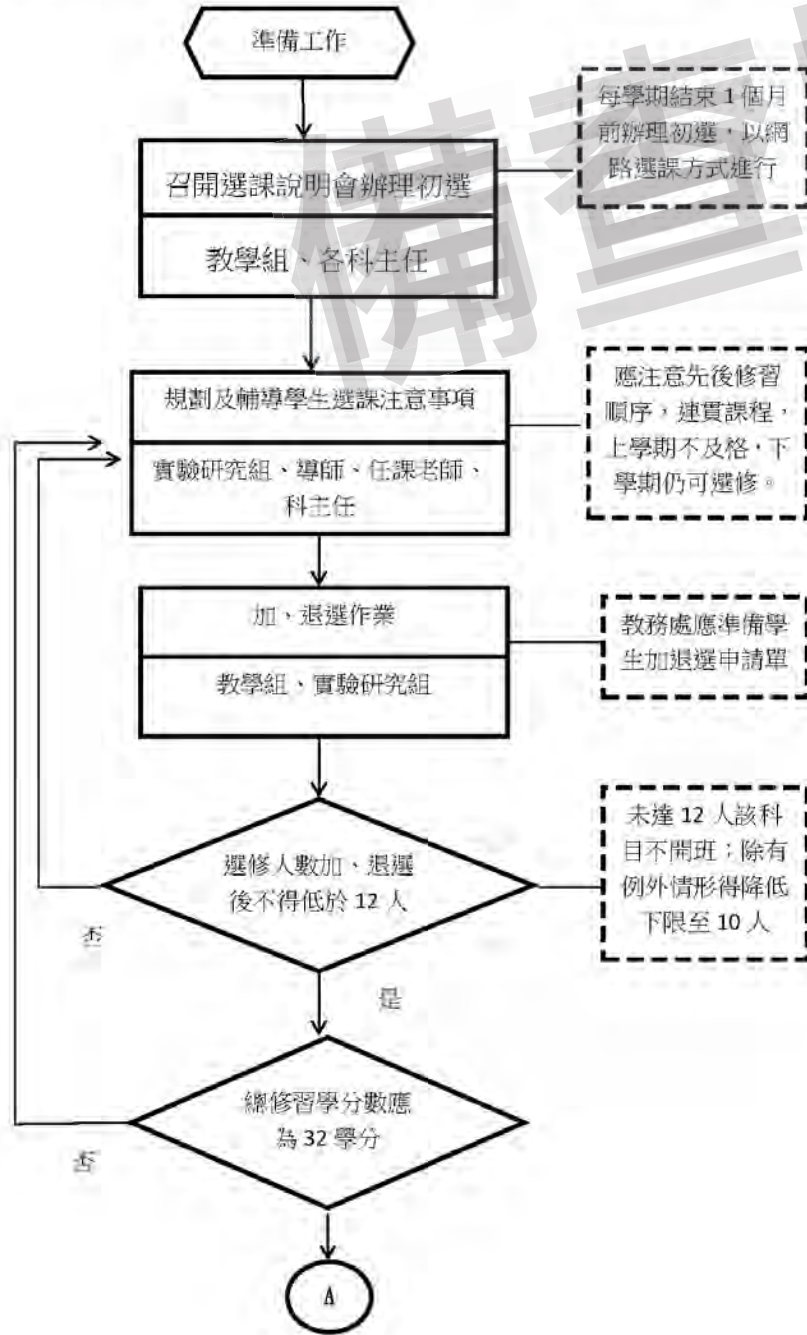 準備工作
每學期結束 1 個月
前辦理初選，以網
路選課方式進行
召開選課說明會辦理初選
教學組、各科主任
備查
規劃及輔導學生選課注意事項
實驗研究組、導師、任課老師、
科主任
應注意先後修習
順序，連貫課程，
上學期不及格，下
學期仍可選修。
加、退選作業
教學組、實驗研究組
教務處應準備學
生加退選申請單
選修人數加、退選
後不得低於 12 人
未達 12 人該科
目不開班；除有
例外情形得降低
下限至 10 人
否
是
總修習學分數應
為 32 學分
否
A